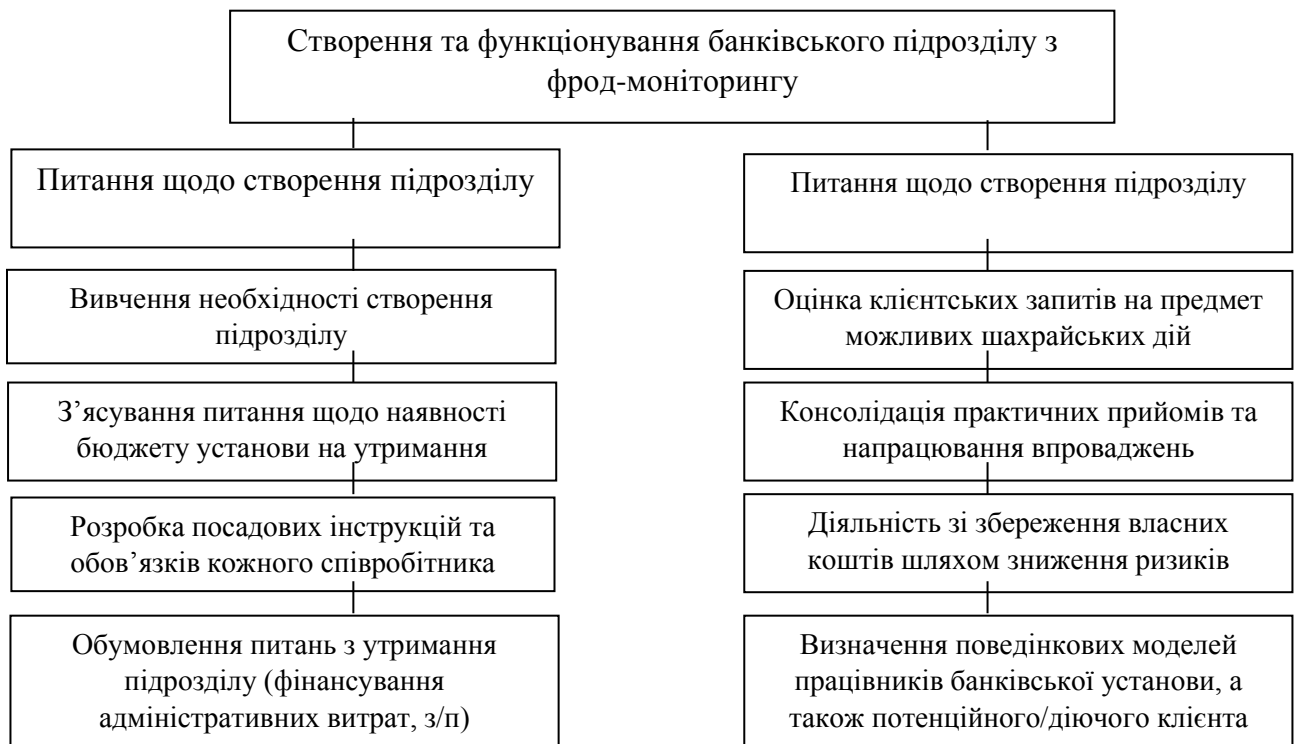 Створення та функціонування банківського підрозділу з
фрод-моніторингу
Питання щодо створення підрозділу
Вивчення необхідності створення
підрозділу
З’ясування питання щодо наявності
бюджету установи на утримання
Розробка посадових інструкцій та
обов’язків кожного співробітника
Обумовлення питань з утримання
підрозділу (фінансування
адміністративних витрат, з/п)
Питання щодо створення підрозділу
Оцінка клієнтських запитів на предмет
можливих шахрайських дій
Консолідація практичних прийомів та
напрацювання впроваджень
Діяльність зі збереження власних
коштів шляхом зниження ризиків
Визначення поведінкових моделей
працівників банківської установи, а
також потенційного/діючого клієнта